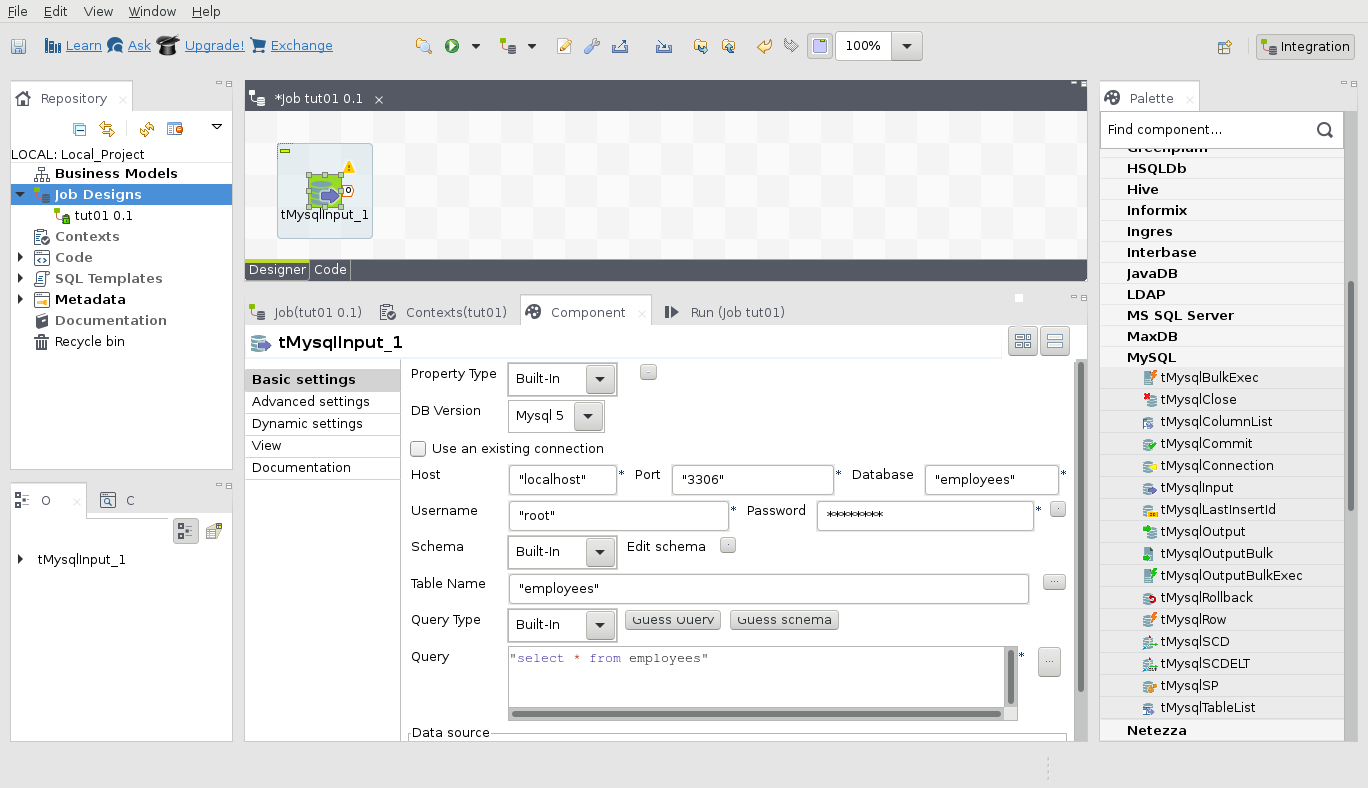 File Edit View Window Help
Learn Ask Upgrade! Exchange 100% Integration
Repository
LOCAL: Local_Project
Business Models
Job Designs
tut01 0.1
Contexts
Code
SQL Templates
Metadata
Documentation
Recycle bin
O C
tMysqlInput_1
*Job tut01 0.1
tMysqlInput_1
Designer Code
Job(tut01 0.1) Contexts(tut01) Component Run (Job tut01)
tMysqlInput_1
Basic settings
Advanced settings
Dynamic settings
View
Documentation
Property Type Built-In
DB Version Mysql 5
Use an existing connection
Host "localhost" * Port "3306" * Database "employees" *
Username "root" * Password ******** *
Schema Built-In Edit schema
Table Name "employees" ...
Query Type Built-In Guess Query Guess schema
Query "select * from employees" * ...
Data source
Palette
Find component...
Greenplum
HSQLDb
Hive
Informix
Ingres
Interbase
JavaDB
LDAP
MS SQL Server
MaxDB
MySQL
tMysqlBulkExec
tMysqlClose
tMysqlColumnList
tMysqlCommit
tMysqlConnection
tMysqlInput
tMysqlLastInsertId
tMysqlOutput
tMysqlOutputBulk
tMysqlOutputBulkExec
tMysqlRollback
tMysqlRow
tMysqlSCD
tMysqlSCDELT
tMysqlSP
tMysqlTableList
Netezza